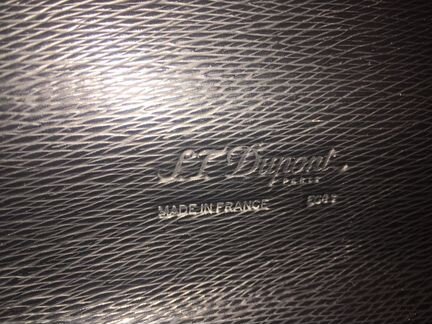 S.T. Dupont
PARIS
MADE IN FRANCE